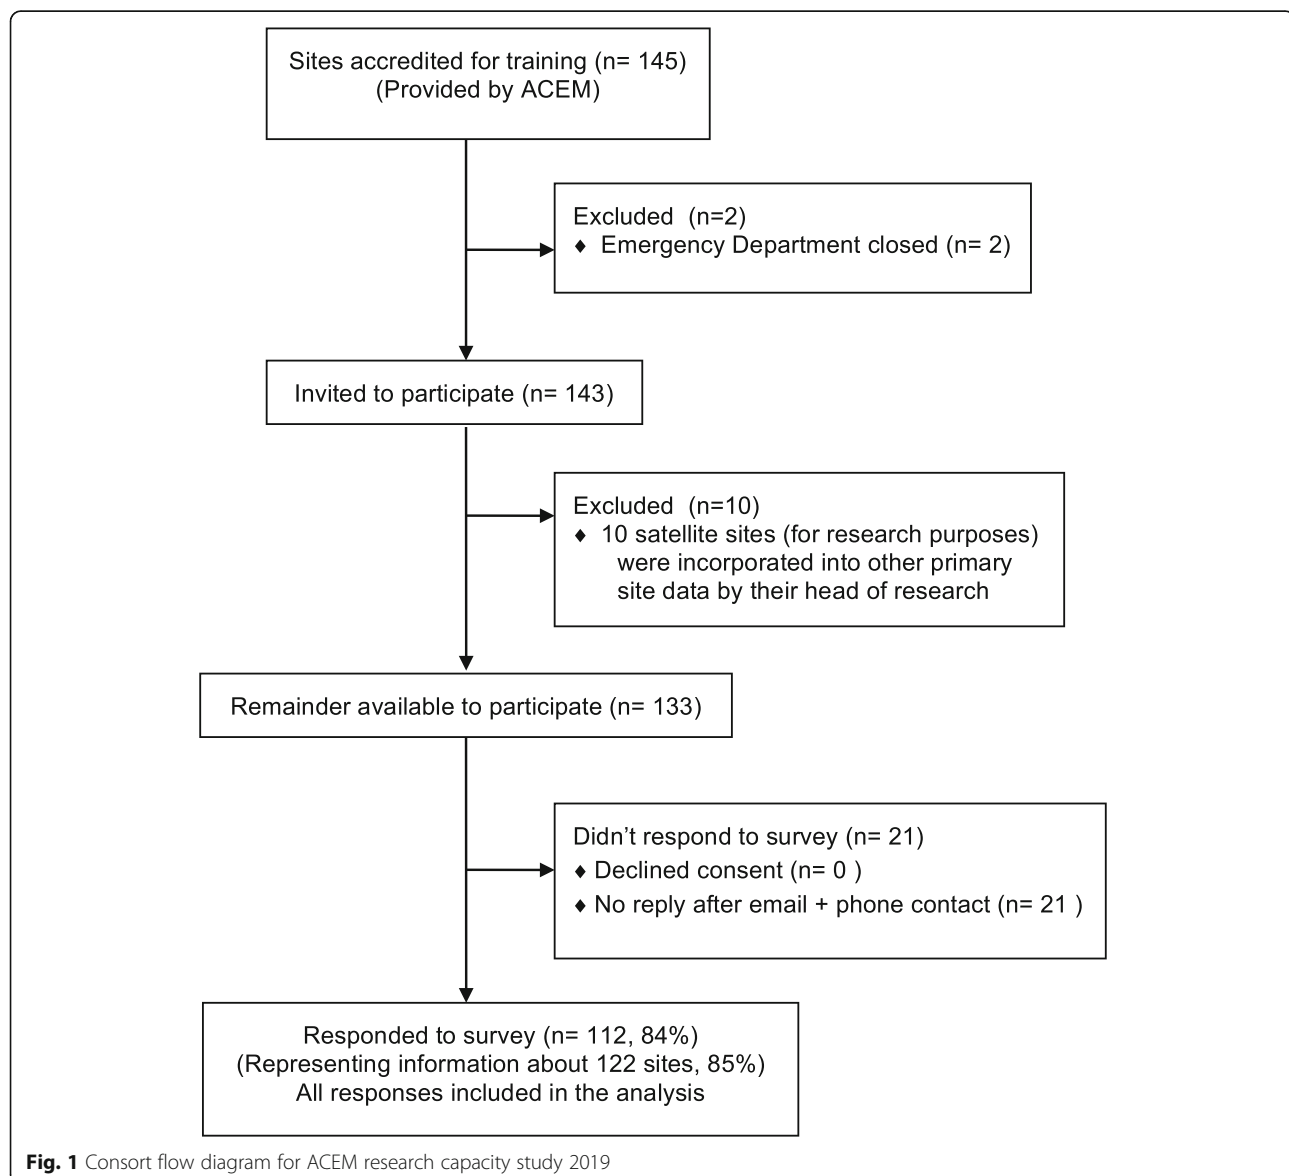 Sites accredited for training (n= 145)
(Provided by ACEM)
Excluded  (n=2)
♦ Emergency Department closed (n= 2)
Invited to participate (n= 143)
Excluded  (n=10)
♦ 10 satellite sites (for research purposes)
were incorporated into other primary
site data by their head of research
Remainder available to participate (n= 133)
Didn’t respond to survey (n= 21)
♦ Declined consent (n= 0 )
♦ No reply after email + phone contact (n= 21 )
Responded to survey (n= 112, 84%)
(Representing information about 122 sites, 85%)
All responses included in the analysis
Fig. 1 Consort flow diagram for ACEM research capacity study 2019